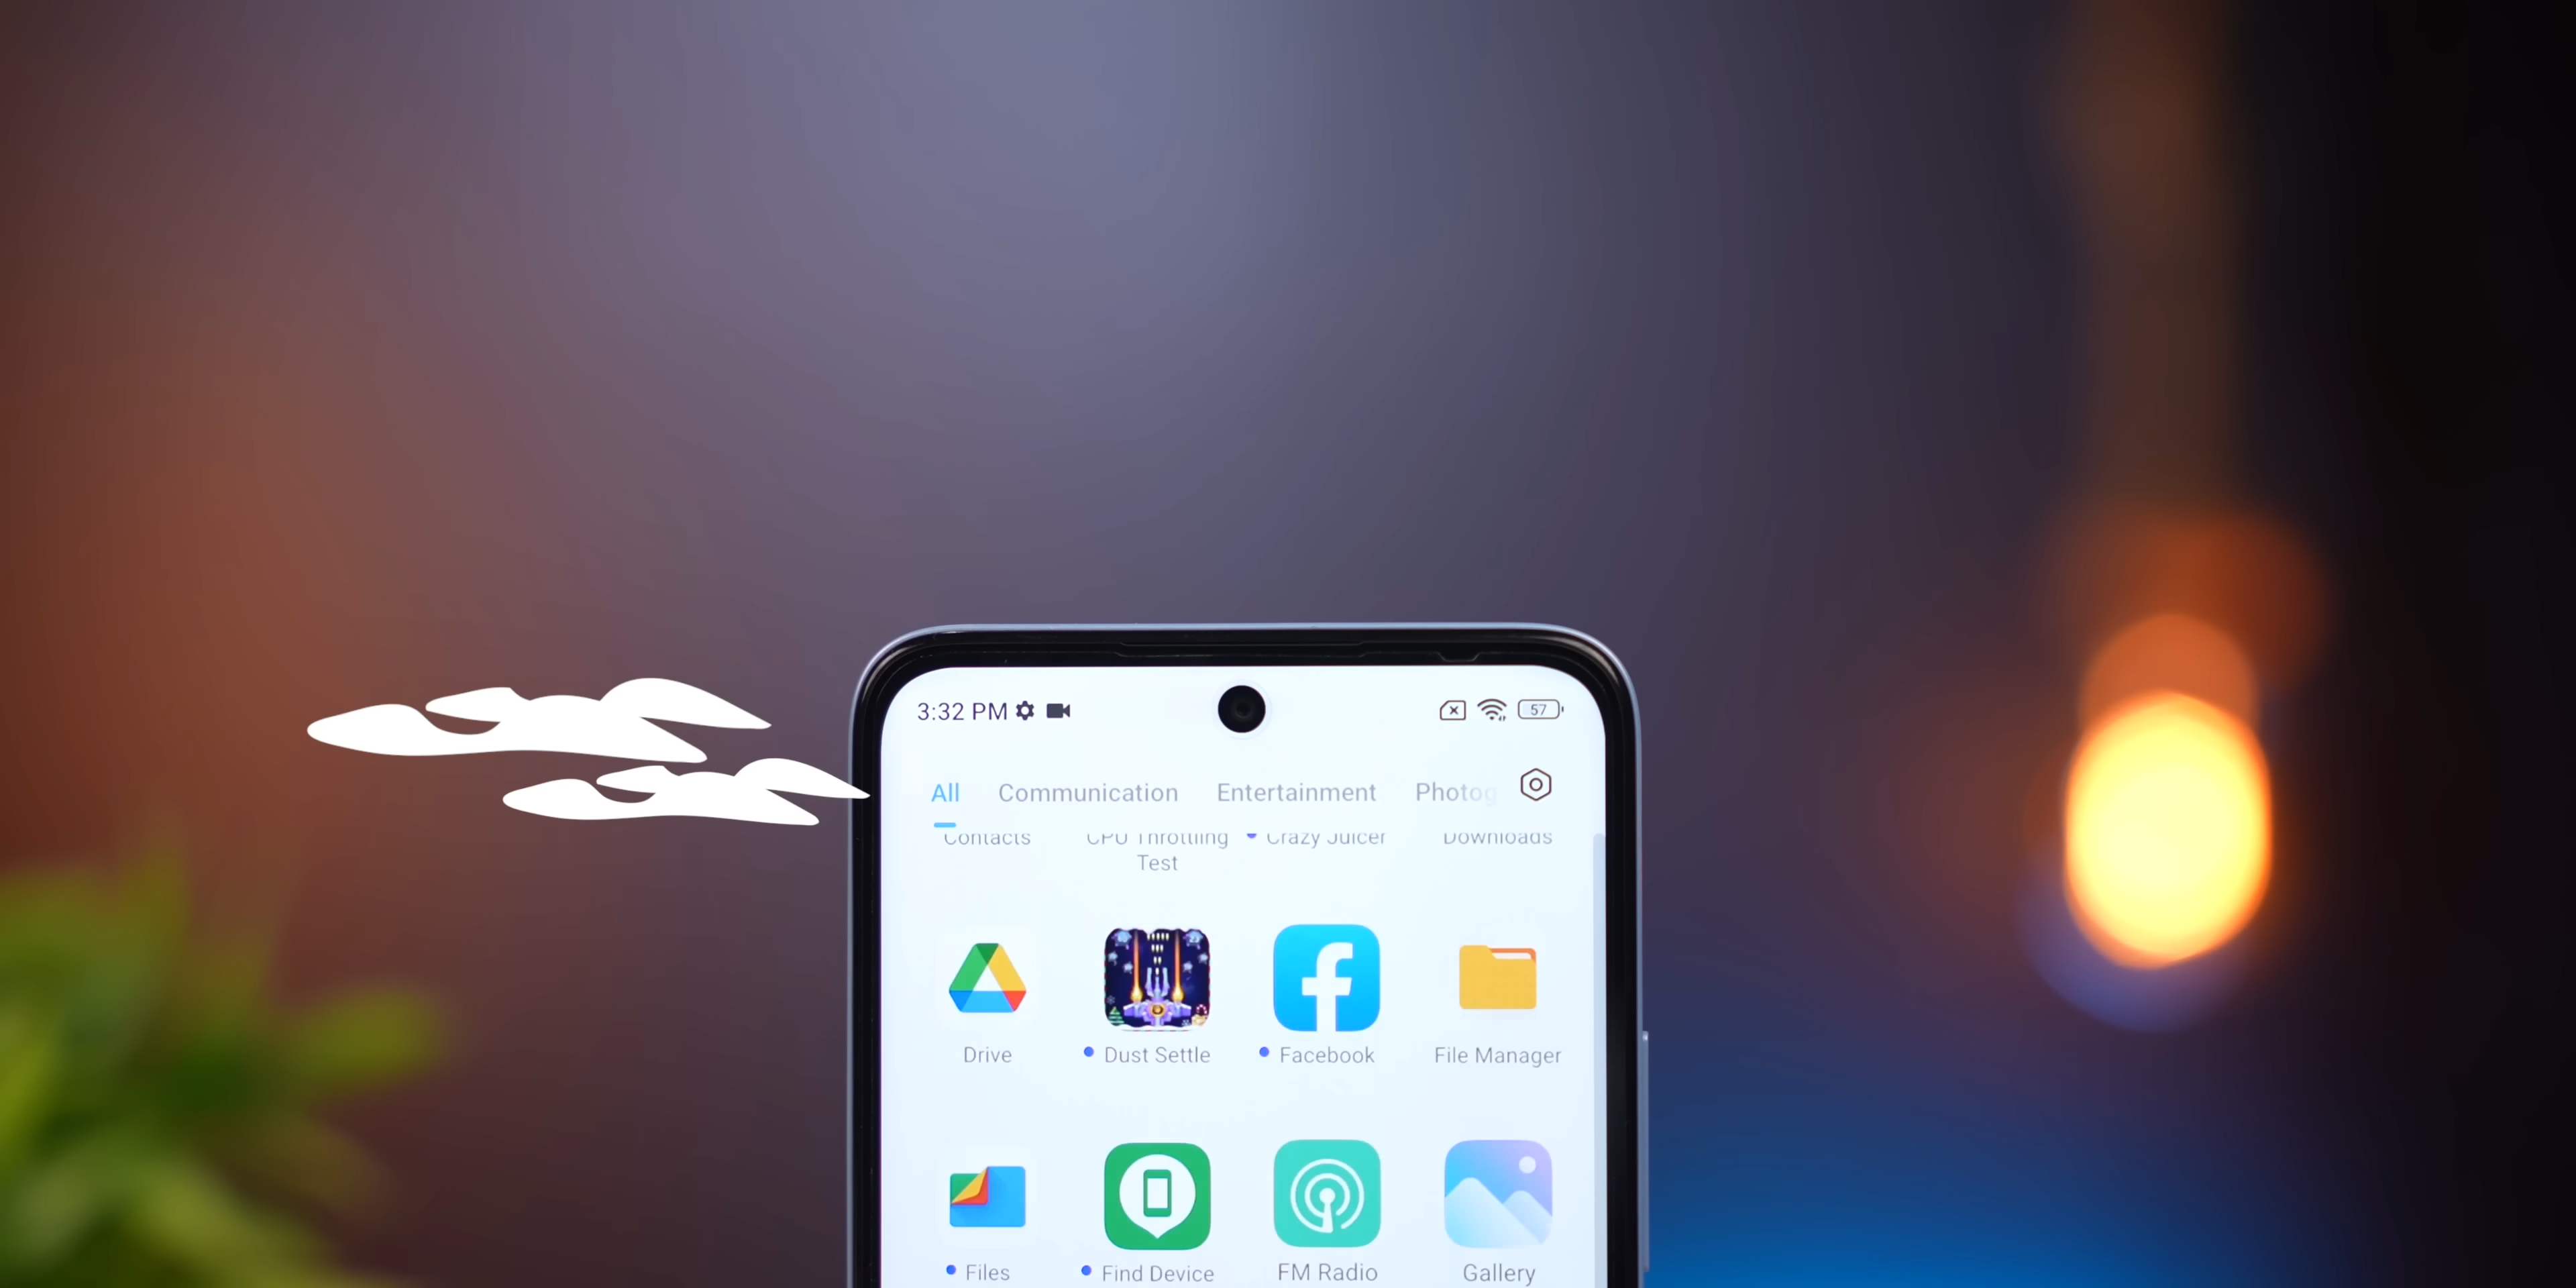 3:32 PM 57
All Communication Entertainment Photog
Contacts CPU Throttling Test Crazy Juicer Downloads
Drive Dust Settle Facebook File Manager
Files Find Device FM Radio Gallery